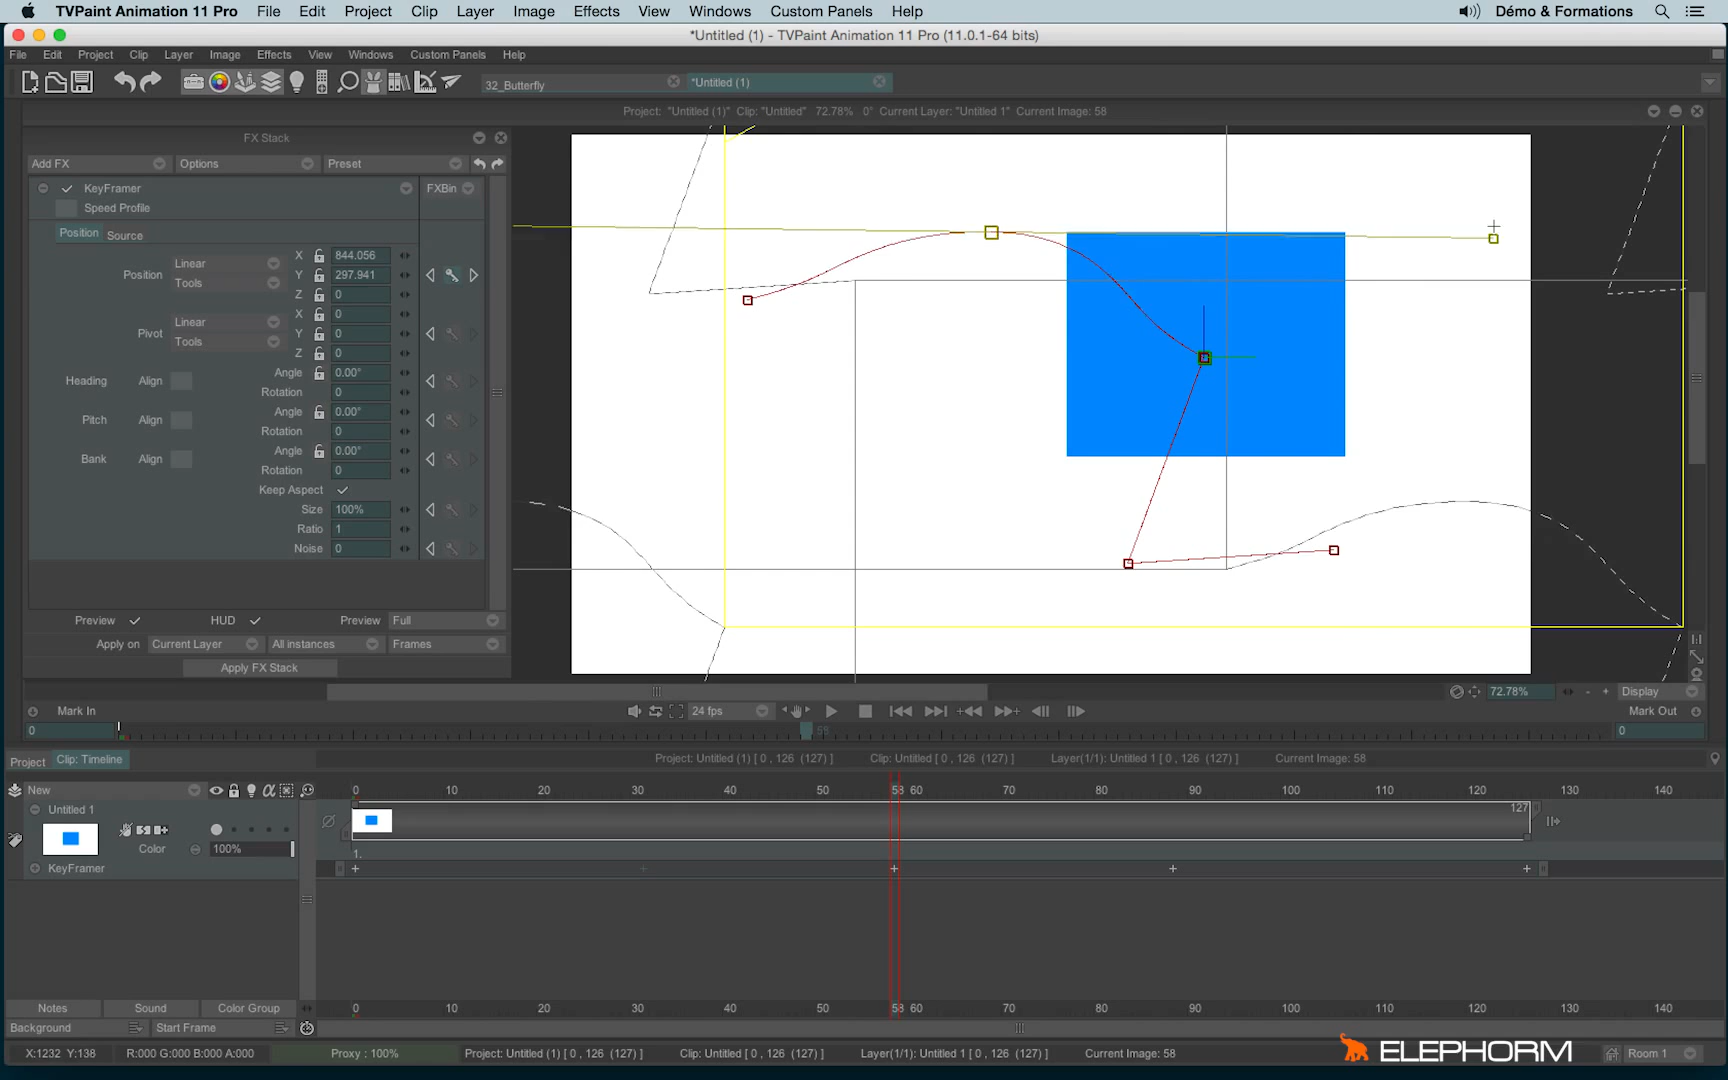 TVPaint Animation 11 Pro File Edit Project Clip Layer Image Effects View Windows Custom Panels Help Démo & Formations
*Untitled (1) - TVPaint Animation 11 Pro (11.0.1-64 bits)
File Edit Project Clip Layer Image Effects View Windows Custom Panels Help
32_Butterfly *Untitled (1)
Project: "Untitled (1)" Clip: "Untitled" 72.78% 0° Current Layer: "Untitled 1" Current Image: 58
FX Stack
Add FX Options Preset
KeyFramer FXBin
Speed Profile
Position Source
X 844.056
Linear
Position Y 297.941
Tools
Z 0
X 0
Linear
Pivot Y 0
Tools
Z 0
Angle 0.00°
Heading Align
Rotation 0
Angle 0.00°
Pitch Align
Rotation 0
Angle 0.00°
Bank Align
Rotation 0
Keep Aspect
Size 100%
Ratio 1
Noise 0
Preview HUD Preview Full
Apply on Current Layer All instances Frames
Apply FX Stack
72.78% - + Display
Mark In 24 fps Mark Out
0 58 0
Project Clip: Timeline Project: Untitled (1) [ 0 , 126 (127) ] Clip: Untitled [ 0 , 126 (127) ] Layer(1/1): Untitled 1 [ 0 , 126 (127) ] Current Image: 58
New 0 10 20 30 40 50 58 60 70 80 90 100 110 120 130 140
Untitled 1 127
Color 100%
1.
KeyFramer
Notes Sound Color Group 0 10 20 30 40 50 58 60 70 80 90 100 110 120 130 140
Background Start Frame
X:1232 Y:138 R:000 G:000 B:000 A:000 Proxy : 100% Project: Untitled (1) [ 0 , 126 (127) ] Clip: Untitled [ 0 , 126 (127) ] Layer(1/1): Untitled 1 [ 0 , 126 (127) ] Current Image: 58 ELEPHORM Room 1